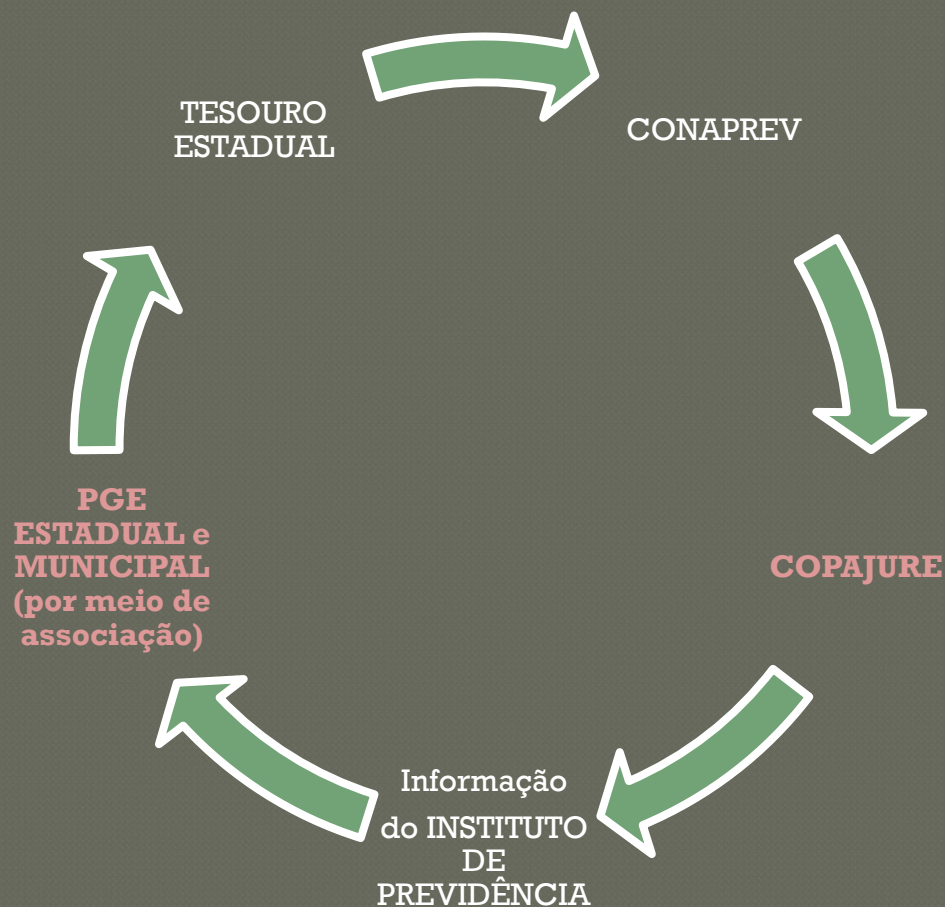 TESOURO
ESTADUAL
CONAPREV
COPAJURE
Informação
do INSTITUTO
DE
PREVIDÊNCIA
PGE
ESTADUAL e
MUNICIPAL
(por meio de
associação)